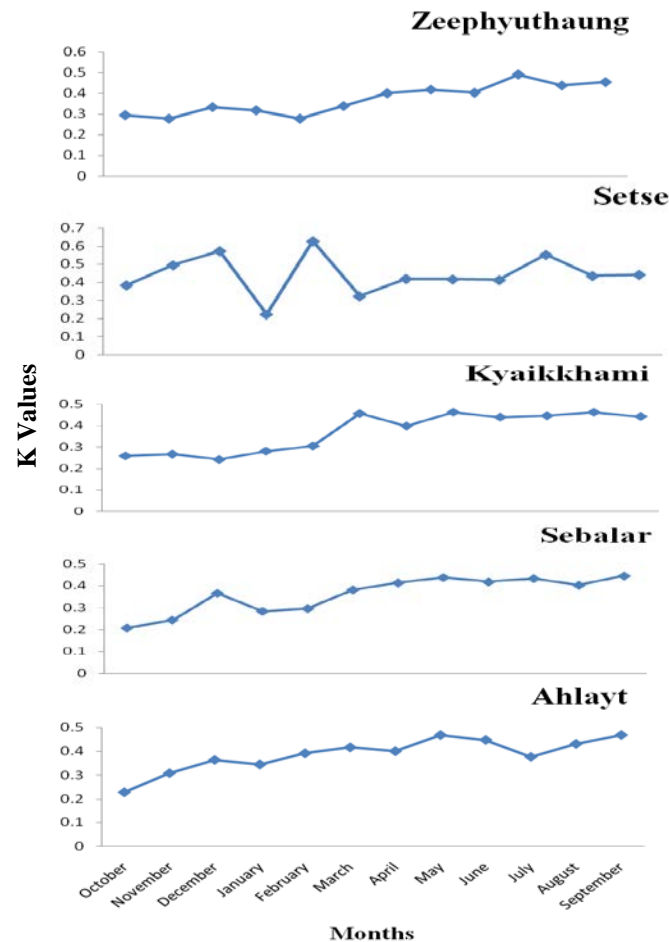 Zeephyuthaung
0.6
0.5
0.4
0.3
0.2
0.1
0
Setse
0.7
0.6
0.5
0.4
0.3
0.2
0.1
0
K Values
Kyaikkhami
0.5
0.4
0.3
0.2
0.1
0
Sebalar
0.5
0.4
0.3
0.2
0.1
0
Ahlayt
0.5
0.4
0.3
0.2
0.1
0
October
November
December
January
February
March
April
May
June
July
August
September
Months